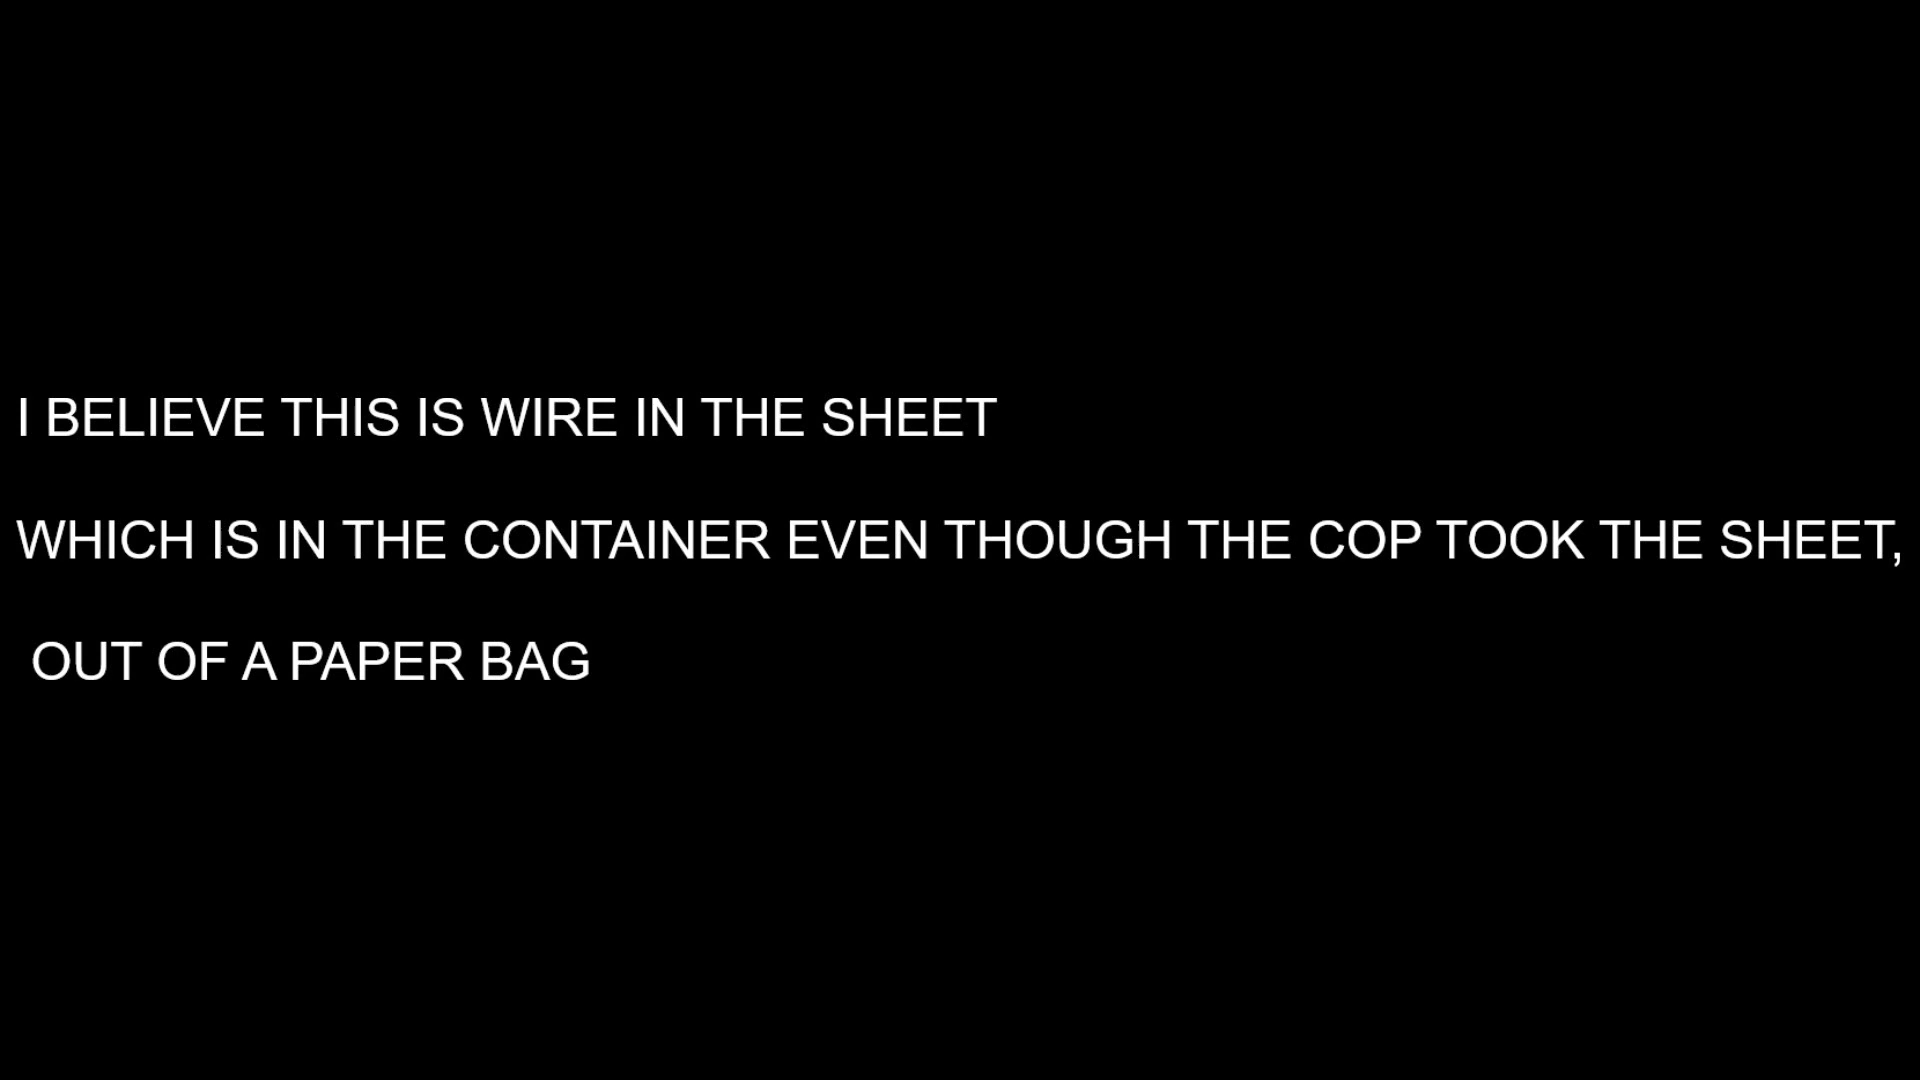 I BELIEVE THIS IS WIRE IN THE SHEET
WHICH IS IN THE CONTAINER EVEN THOUGH THE COP TOOK THE SHEET,
OUT OF A PAPER BAG